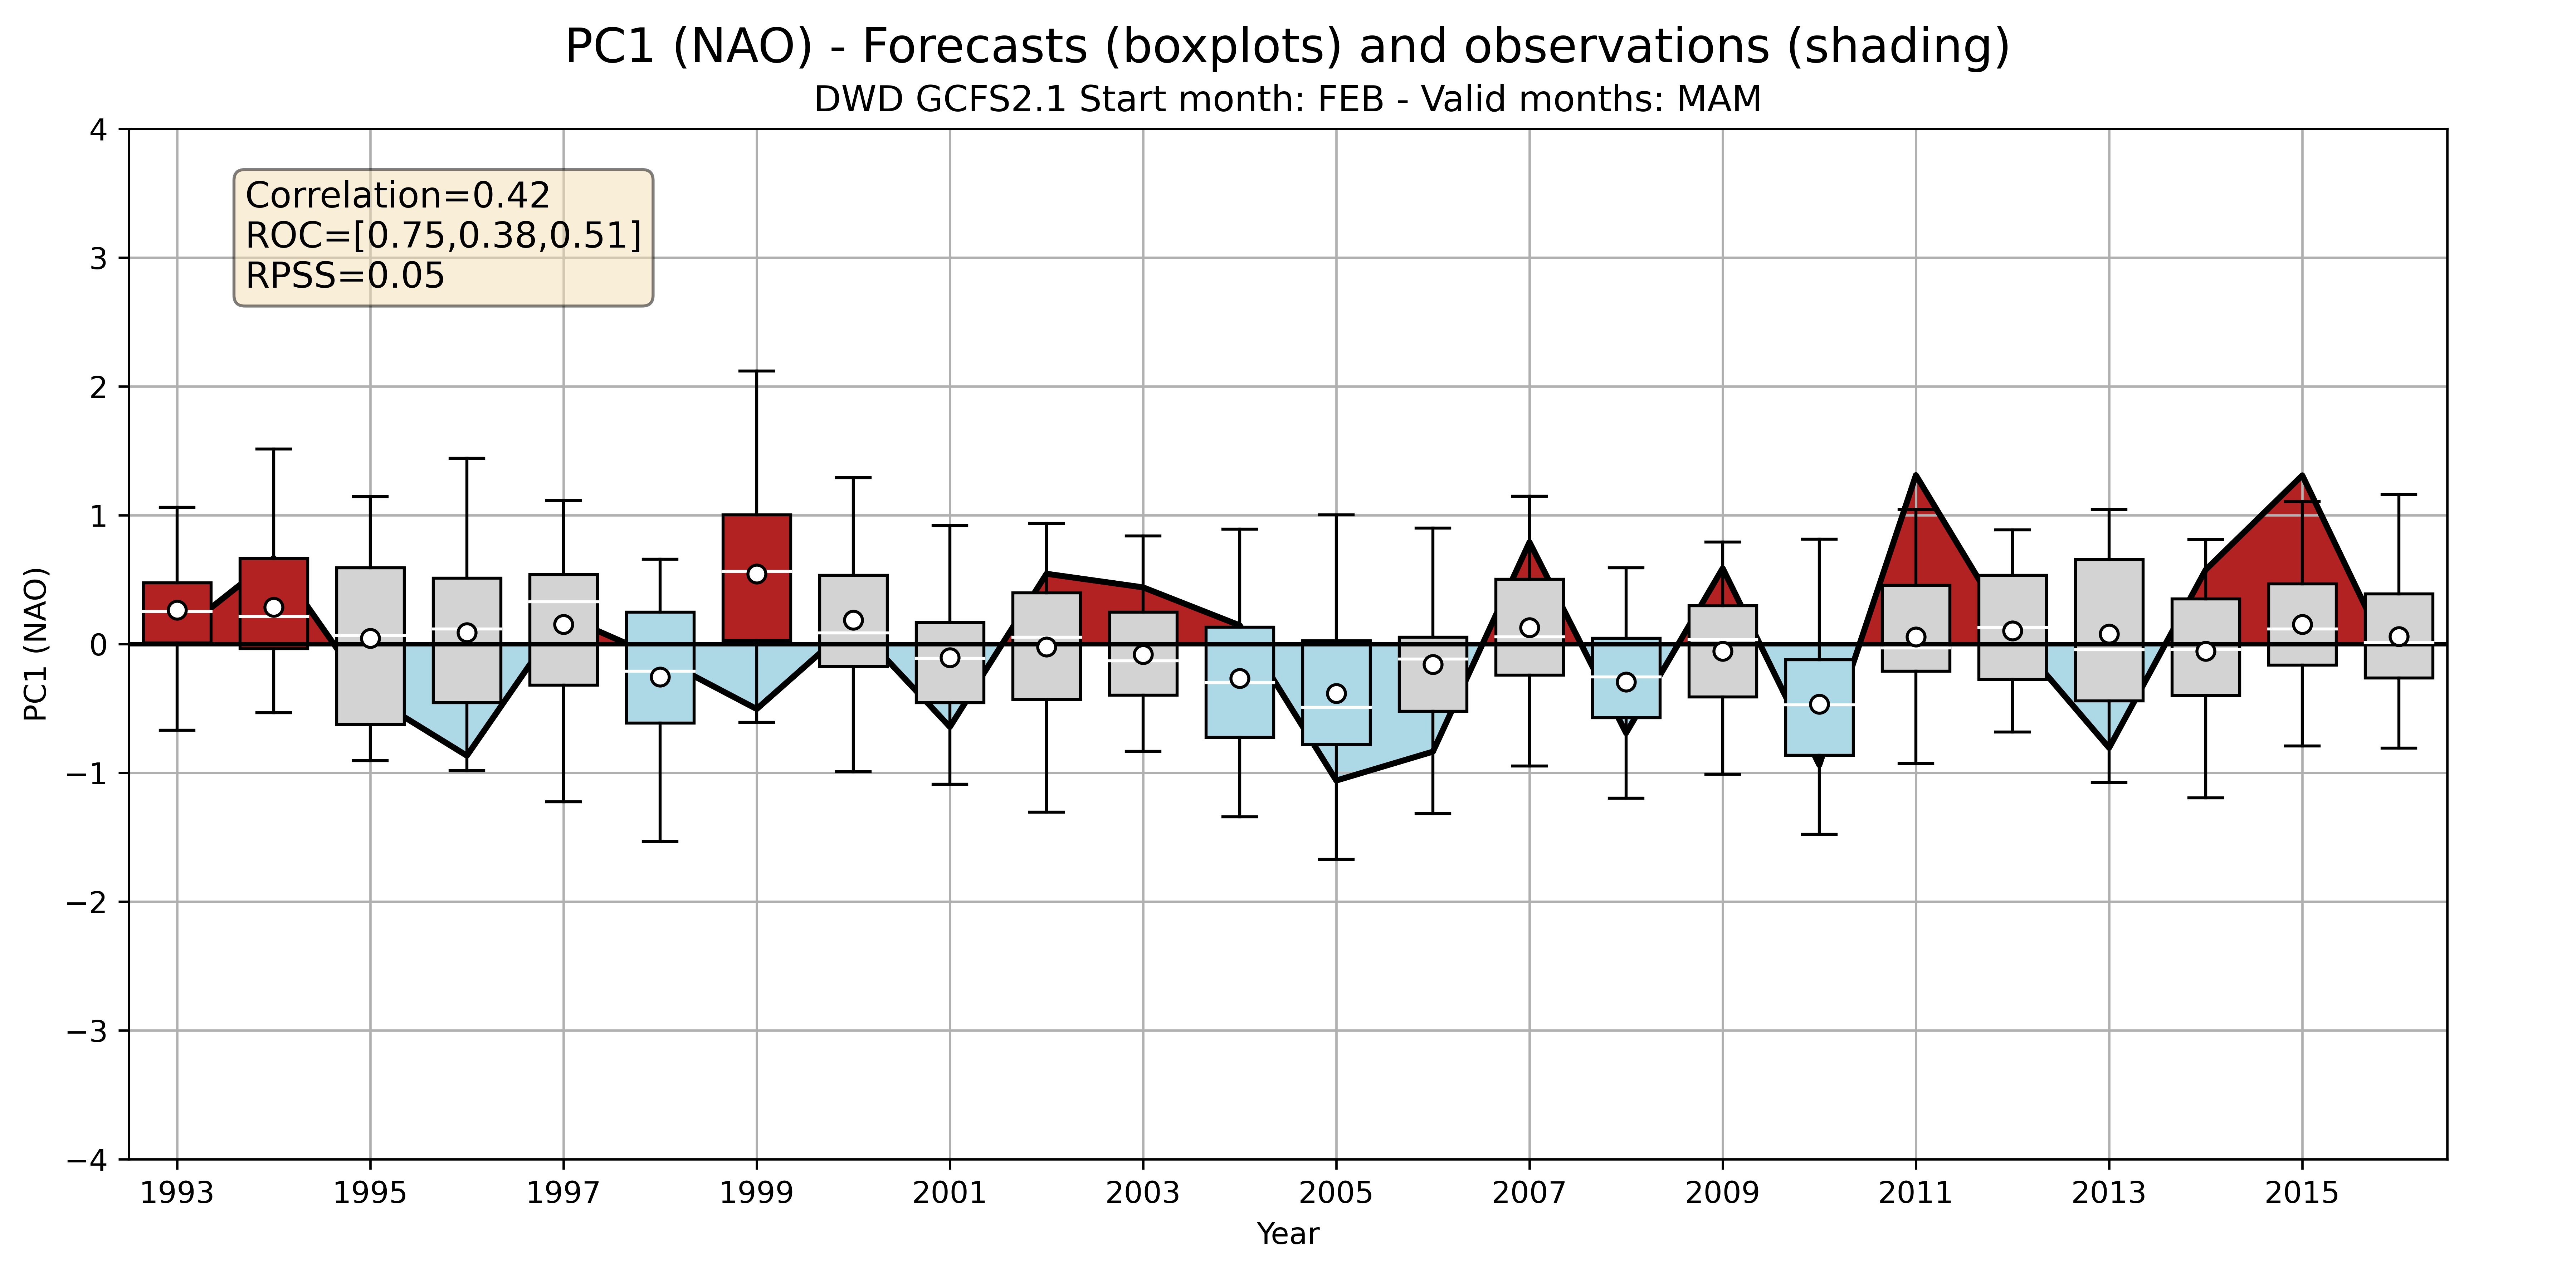 PC1 (NAO) - Forecasts (boxplots) and observations (shading)
DWD GCFS2.1 Start month: FEB - Valid months: MAM
Correlation=0.42
ROC=[0.75,0.38,0.51]
RPSS=0.05
PC1 (NAO)
4
3
2
1
0
−1
−2
−3
−4
1993 1995 1997 1999 2001 2003 2005 2007 2009 2011 2013 2015
Year